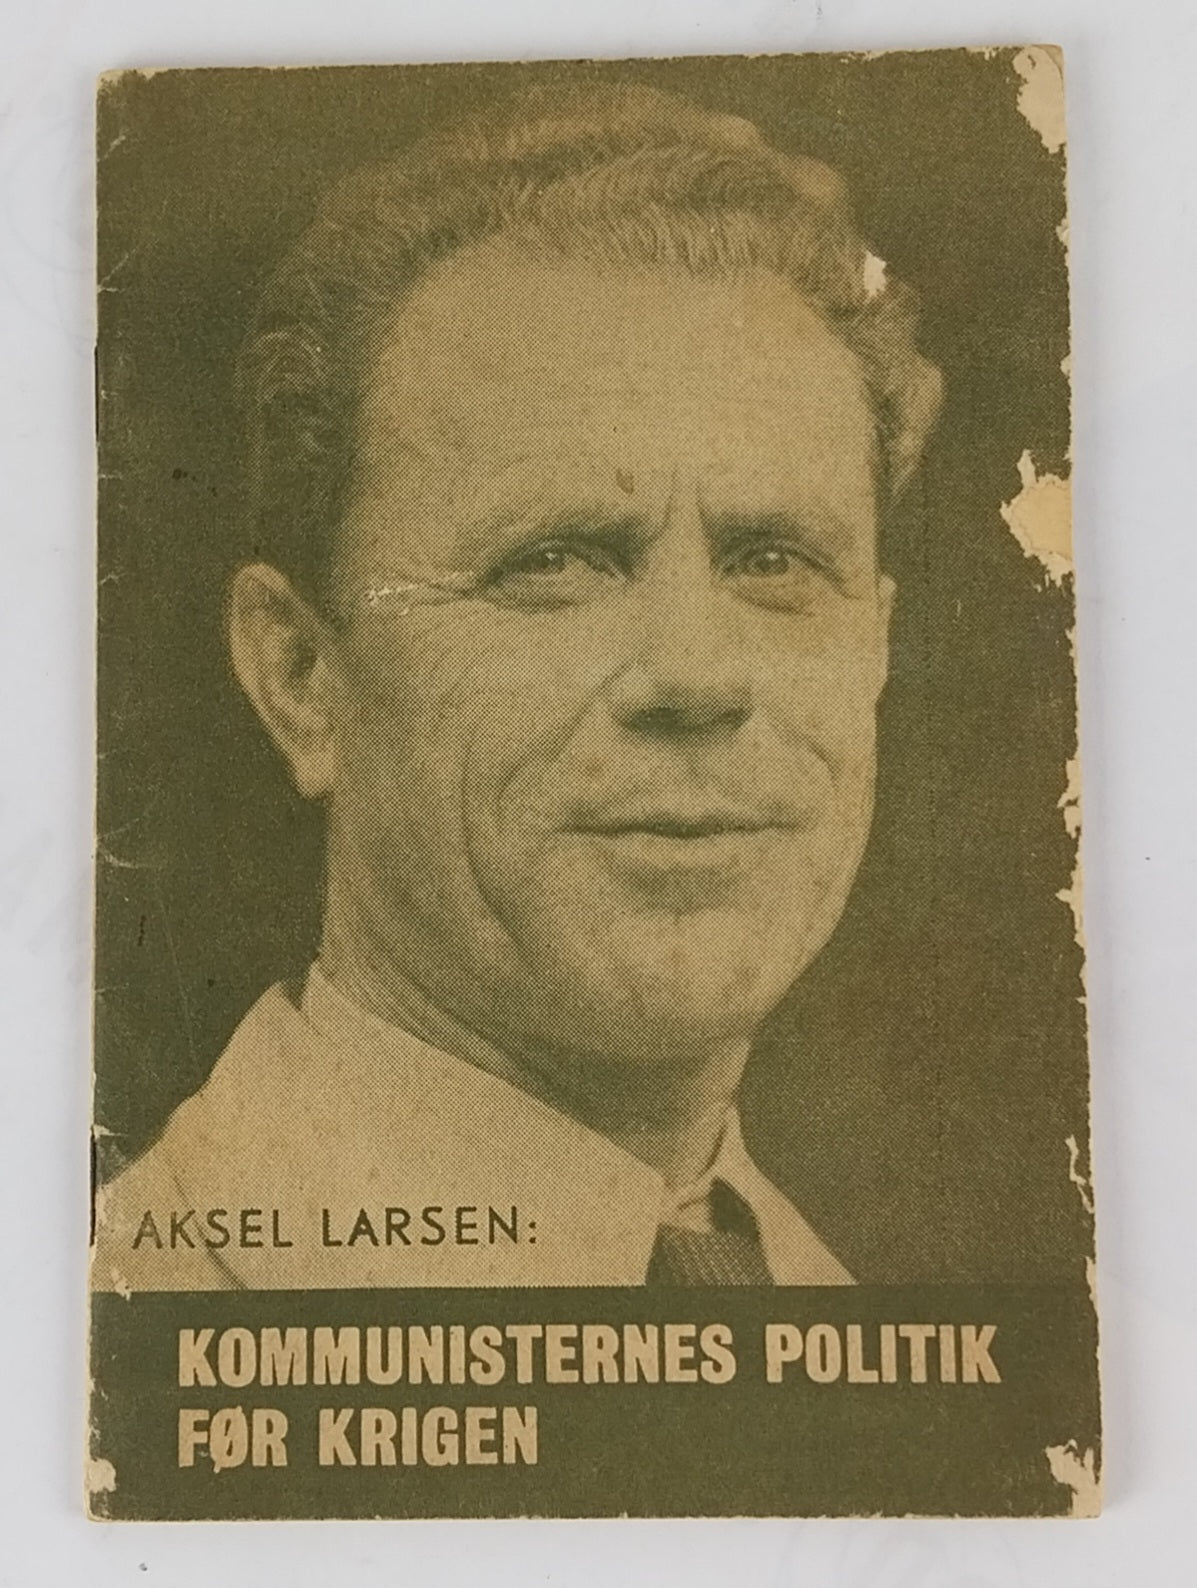 AKSEL LARSEN:
KOMMUNISTERNES POLITIK
FØR KRIGEN